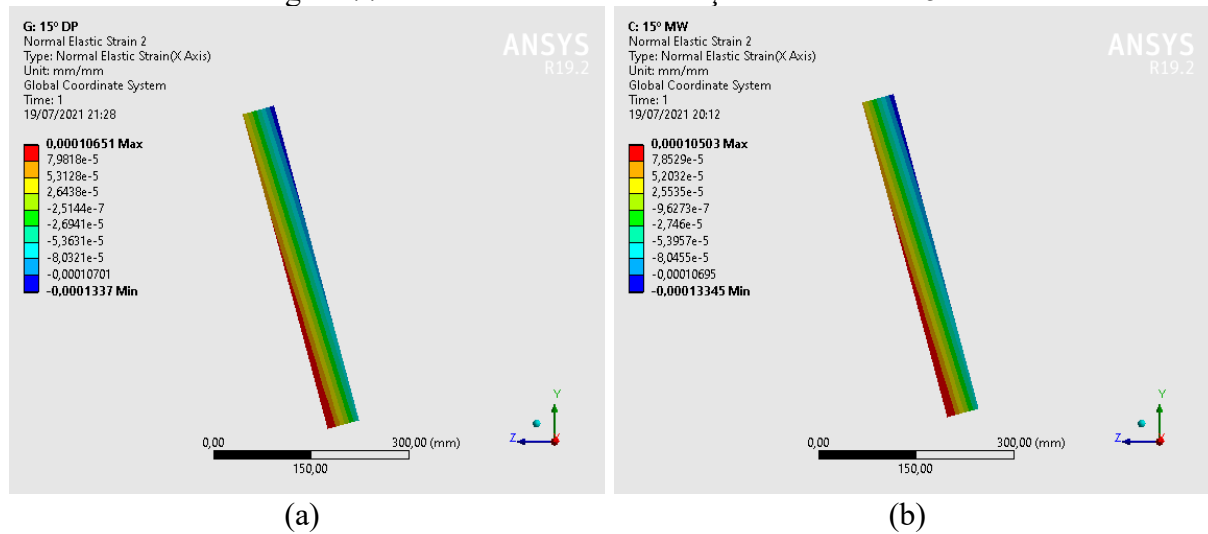 G: 15º DP
Normal Elastic Strain 2
Type: Normal Elastic Strain(X Axis)
Unit: mm/mm
Global Coordinate System
Time: 1
19/07/2021 21:28
ANSYS
R19.2
0,00010651 Max
7,9818e-5
5,3128e-5
2,6438e-5
-2,5144e-7
-2,6941e-5
-5,3631e-5
-8,0321e-5
-0,00010701
-0,0001337 Min
0,00
300,00 (mm)
150,00
Y
Z
X
(a)
C: 15º MW
Normal Elastic Strain 2
Type: Normal Elastic Strain(X Axis)
Unit: mm/mm
Global Coordinate System
Time: 1
19/07/2021 20:12
ANSYS
R19.2
0,00010503 Max
7,8529e-5
5,2032e-5
2,5535e-5
-9,6273e-7
-2,746e-5
-5,3957e-5
-8,0455e-5
-0,00010695
-0,00013345 Min
0,00
300,00 (mm)
150,00
Y
Z
X
(b)